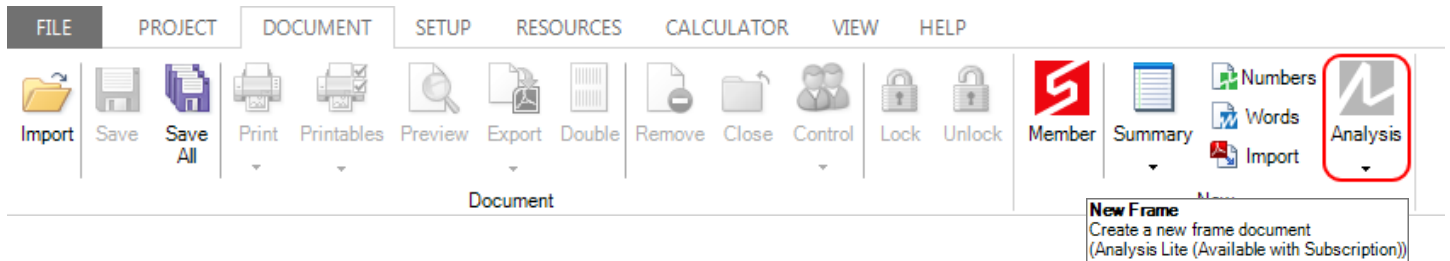 FILE PROJECT DOCUMENT SETUP RESOURCES CALCULATOR VIEW HELP
Import Save Save All Print Printables Preview Export Double Remove Close Control Lock Unlock Member Summary Numbers Words Import Analysis
Document
New Frame
Create a new frame document
(Analysis Lite (Available with Subscription))